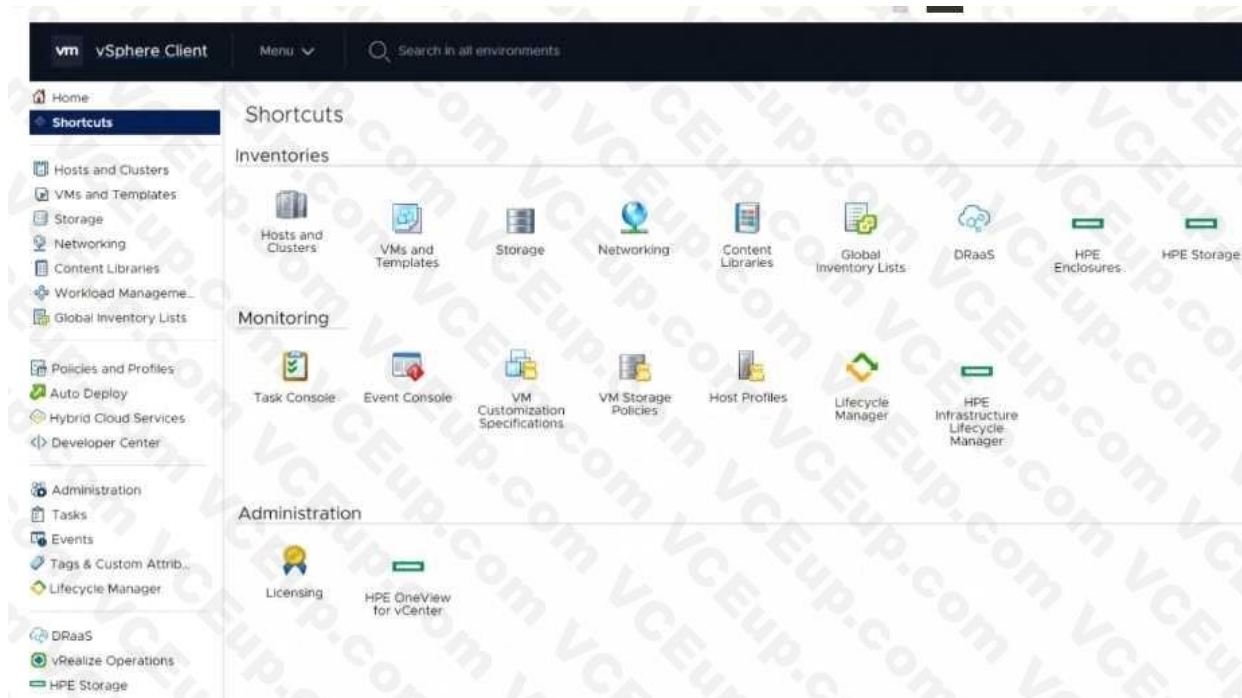 vm vSphere Client Menu Search in all environments
Home
Shortcuts
Hosts and Clusters
VMs and Templates
Storage
Networking
Content Libraries
Workload Manageme...
Global Inventory Lists
Policies and Profiles
Auto Deploy
Hybrid Cloud Services
Developer Center
Administration
Tasks
Events
Tags & Custom Attrib...
Lifecycle Manager
DRaaS
vRealize Operations
HPE Storage
Shortcuts
Inventories
Hosts and
Clusters
VMs and
Templates
Storage
Networking
Content
Libraries
Global
Inventory Lists
DRaaS
HPE
Enclosures
HPE Storage
Monitoring
Task Console
Event Console
VM
Customization
Specifications
VM Storage
Policies
Host Profiles
Lifecycle
Manager
HPE
Infrastructure
Lifecycle
Manager
Administration
Licensing
HPE OneView
for vCenter
VCEup.com